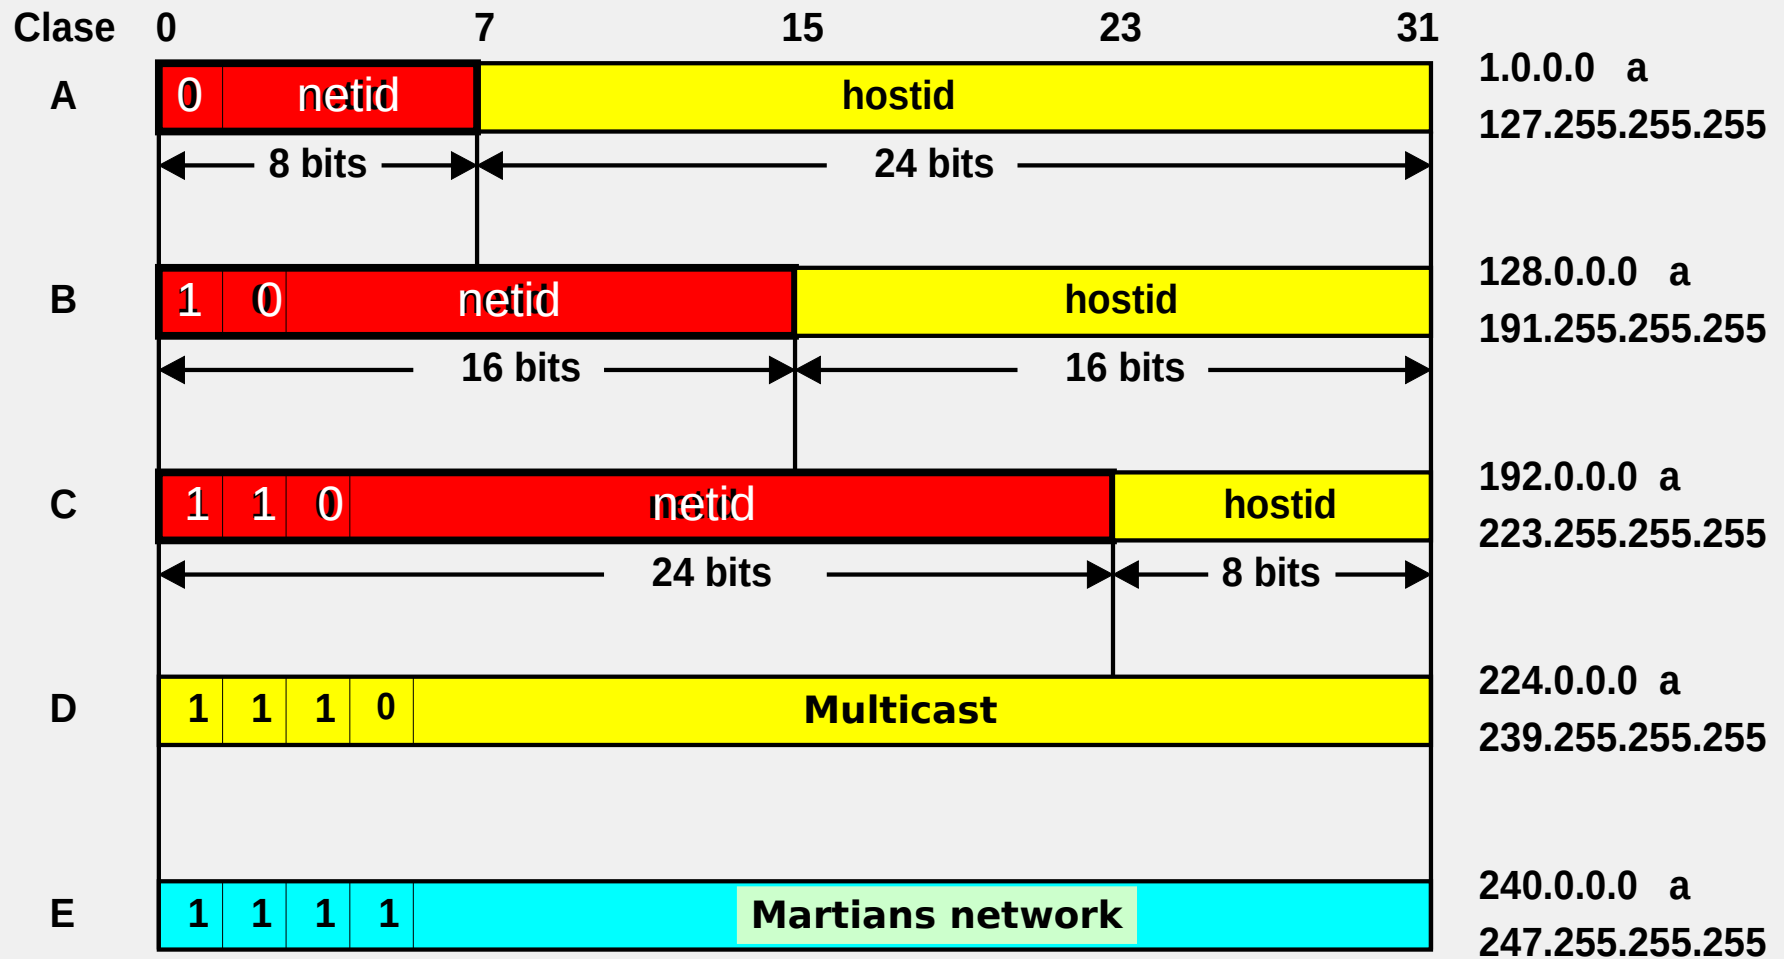 Clase 0 7 15 23 31
A 0 netid hostid 1.0.0.0 a
127.255.255.255
8 bits 24 bits
B 1 0 netid hostid 128.0.0.0 a
191.255.255.255
16 bits 16 bits
C 1 1 0 netid hostid 192.0.0.0 a
223.255.255.255
24 bits 8 bits
D 1 1 1 0 Multicast 224.0.0.0 a
239.255.255.255
E 1 1 1 1 Martians network 240.0.0.0 a
247.255.255.255